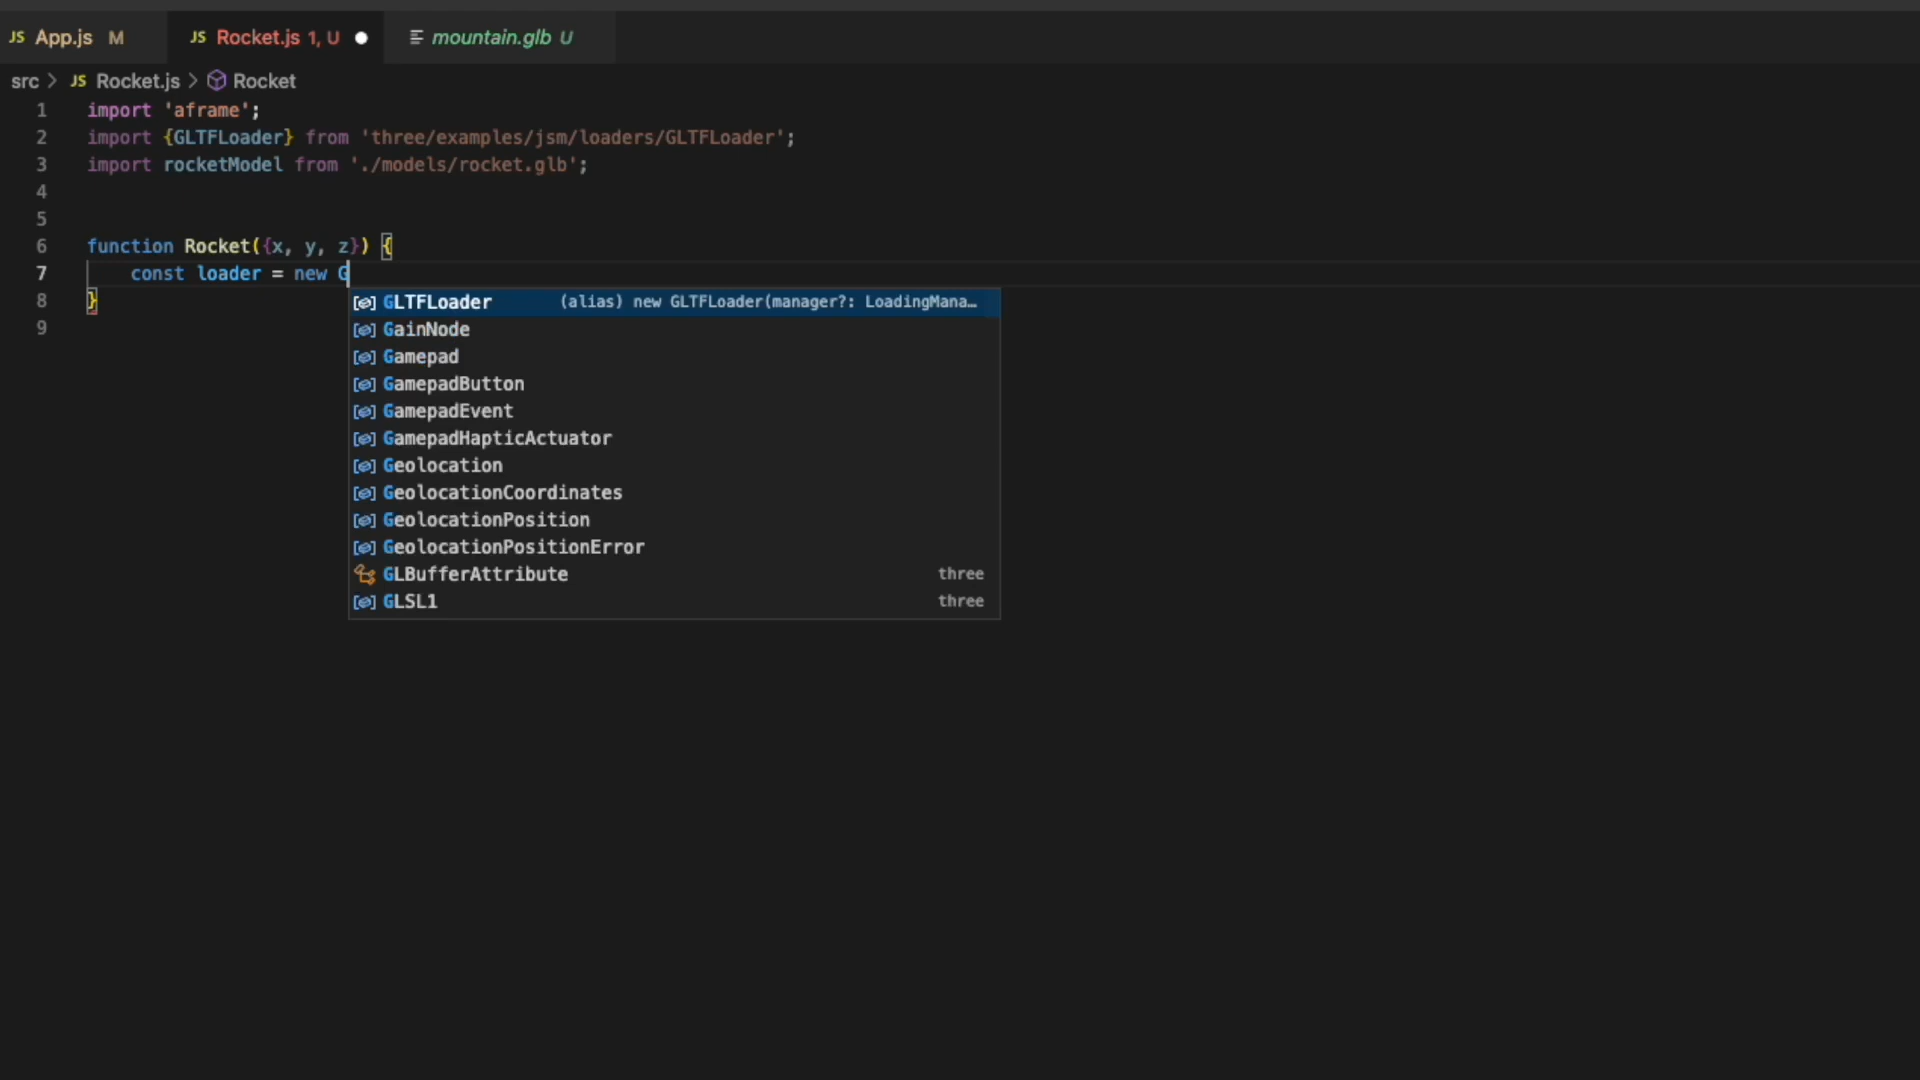 JS App.js M JS Rocket.js 1, U mountain.glb U
src > JS Rocket.js > Rocket
1 import 'aframe';
2 import {GLTFLoader} from 'three/examples/jsm/loaders/GLTFLoader';
3 import rocketModel from './models/rocket.glb';
4
5
6 function Rocket({x, y, z}) {
7 const loader = new G
8 }
9
GLTFLoader (alias) new GLTFLoader(manager?: LoadingMana…
GainNode
Gamepad
GamepadButton
GamepadEvent
GamepadHapticActuator
Geolocation
GeolocationCoordinates
GeolocationPosition
GeolocationPositionError
GLBufferAttribute three
GLSL1 three